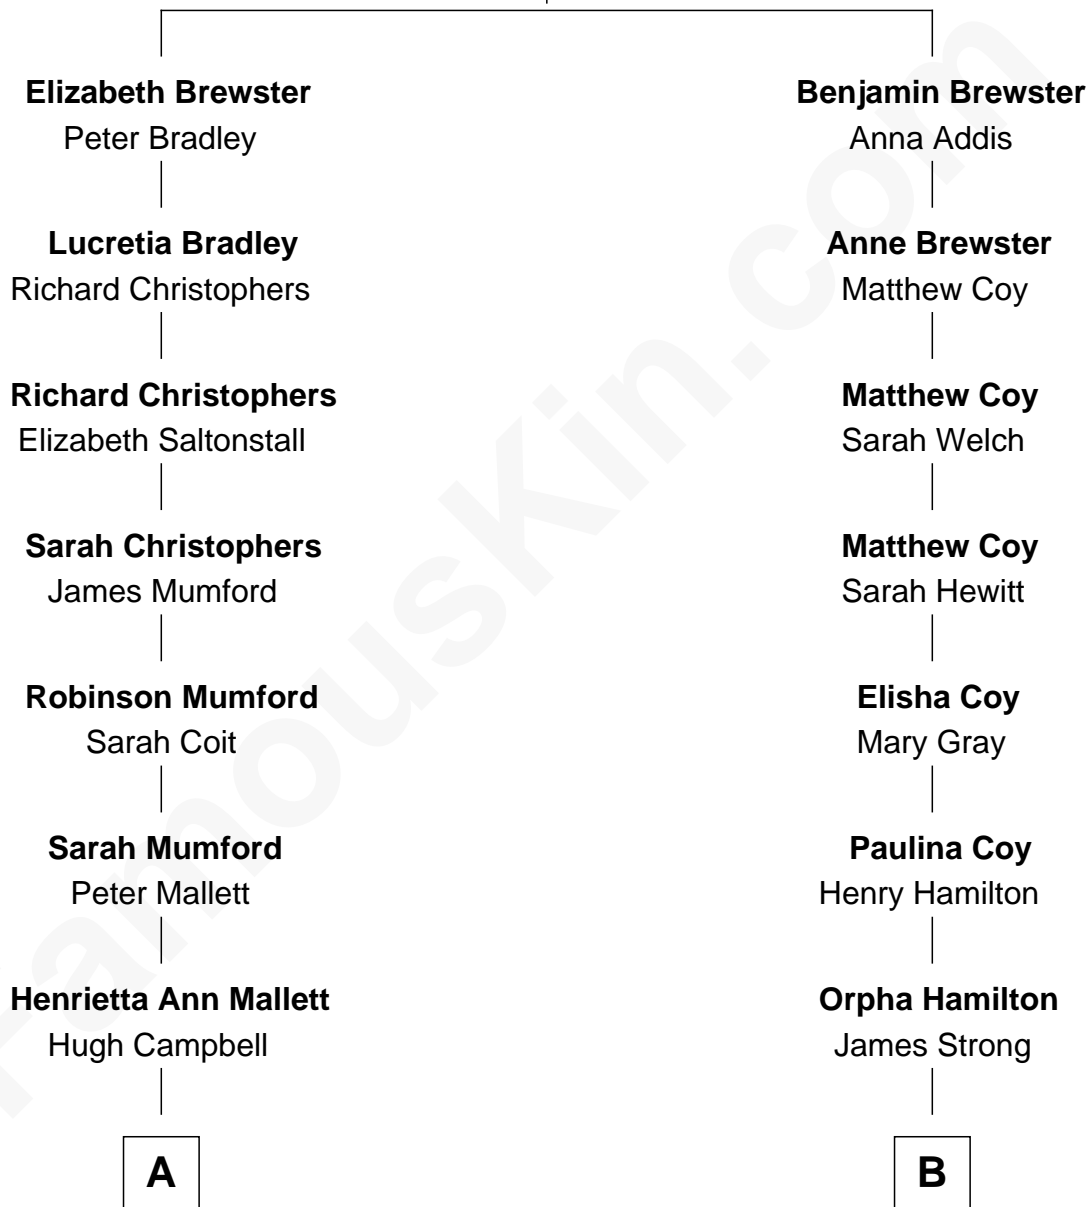 Elizabeth Brewster
Peter Bradley
Lucretia Bradley
Richard Christophers
Richard Christophers
Elizabeth Saltonstall
Sarah Christophers
James Mumford
Robinson Mumford
Sarah Coit
Sarah Mumford
Peter Mallett
Henrietta Ann Mallett
Hugh Campbell
A
Benjamin Brewster
Anna Addis
Anne Brewster
Matthew Coy
Matthew Coy
Sarah Welch
Matthew Coy
Sarah Hewitt
Elisha Coy
Mary Gray
Paulina Coy
Henry Hamilton
Orpha Hamilton
James Strong
B
FamousKin.com